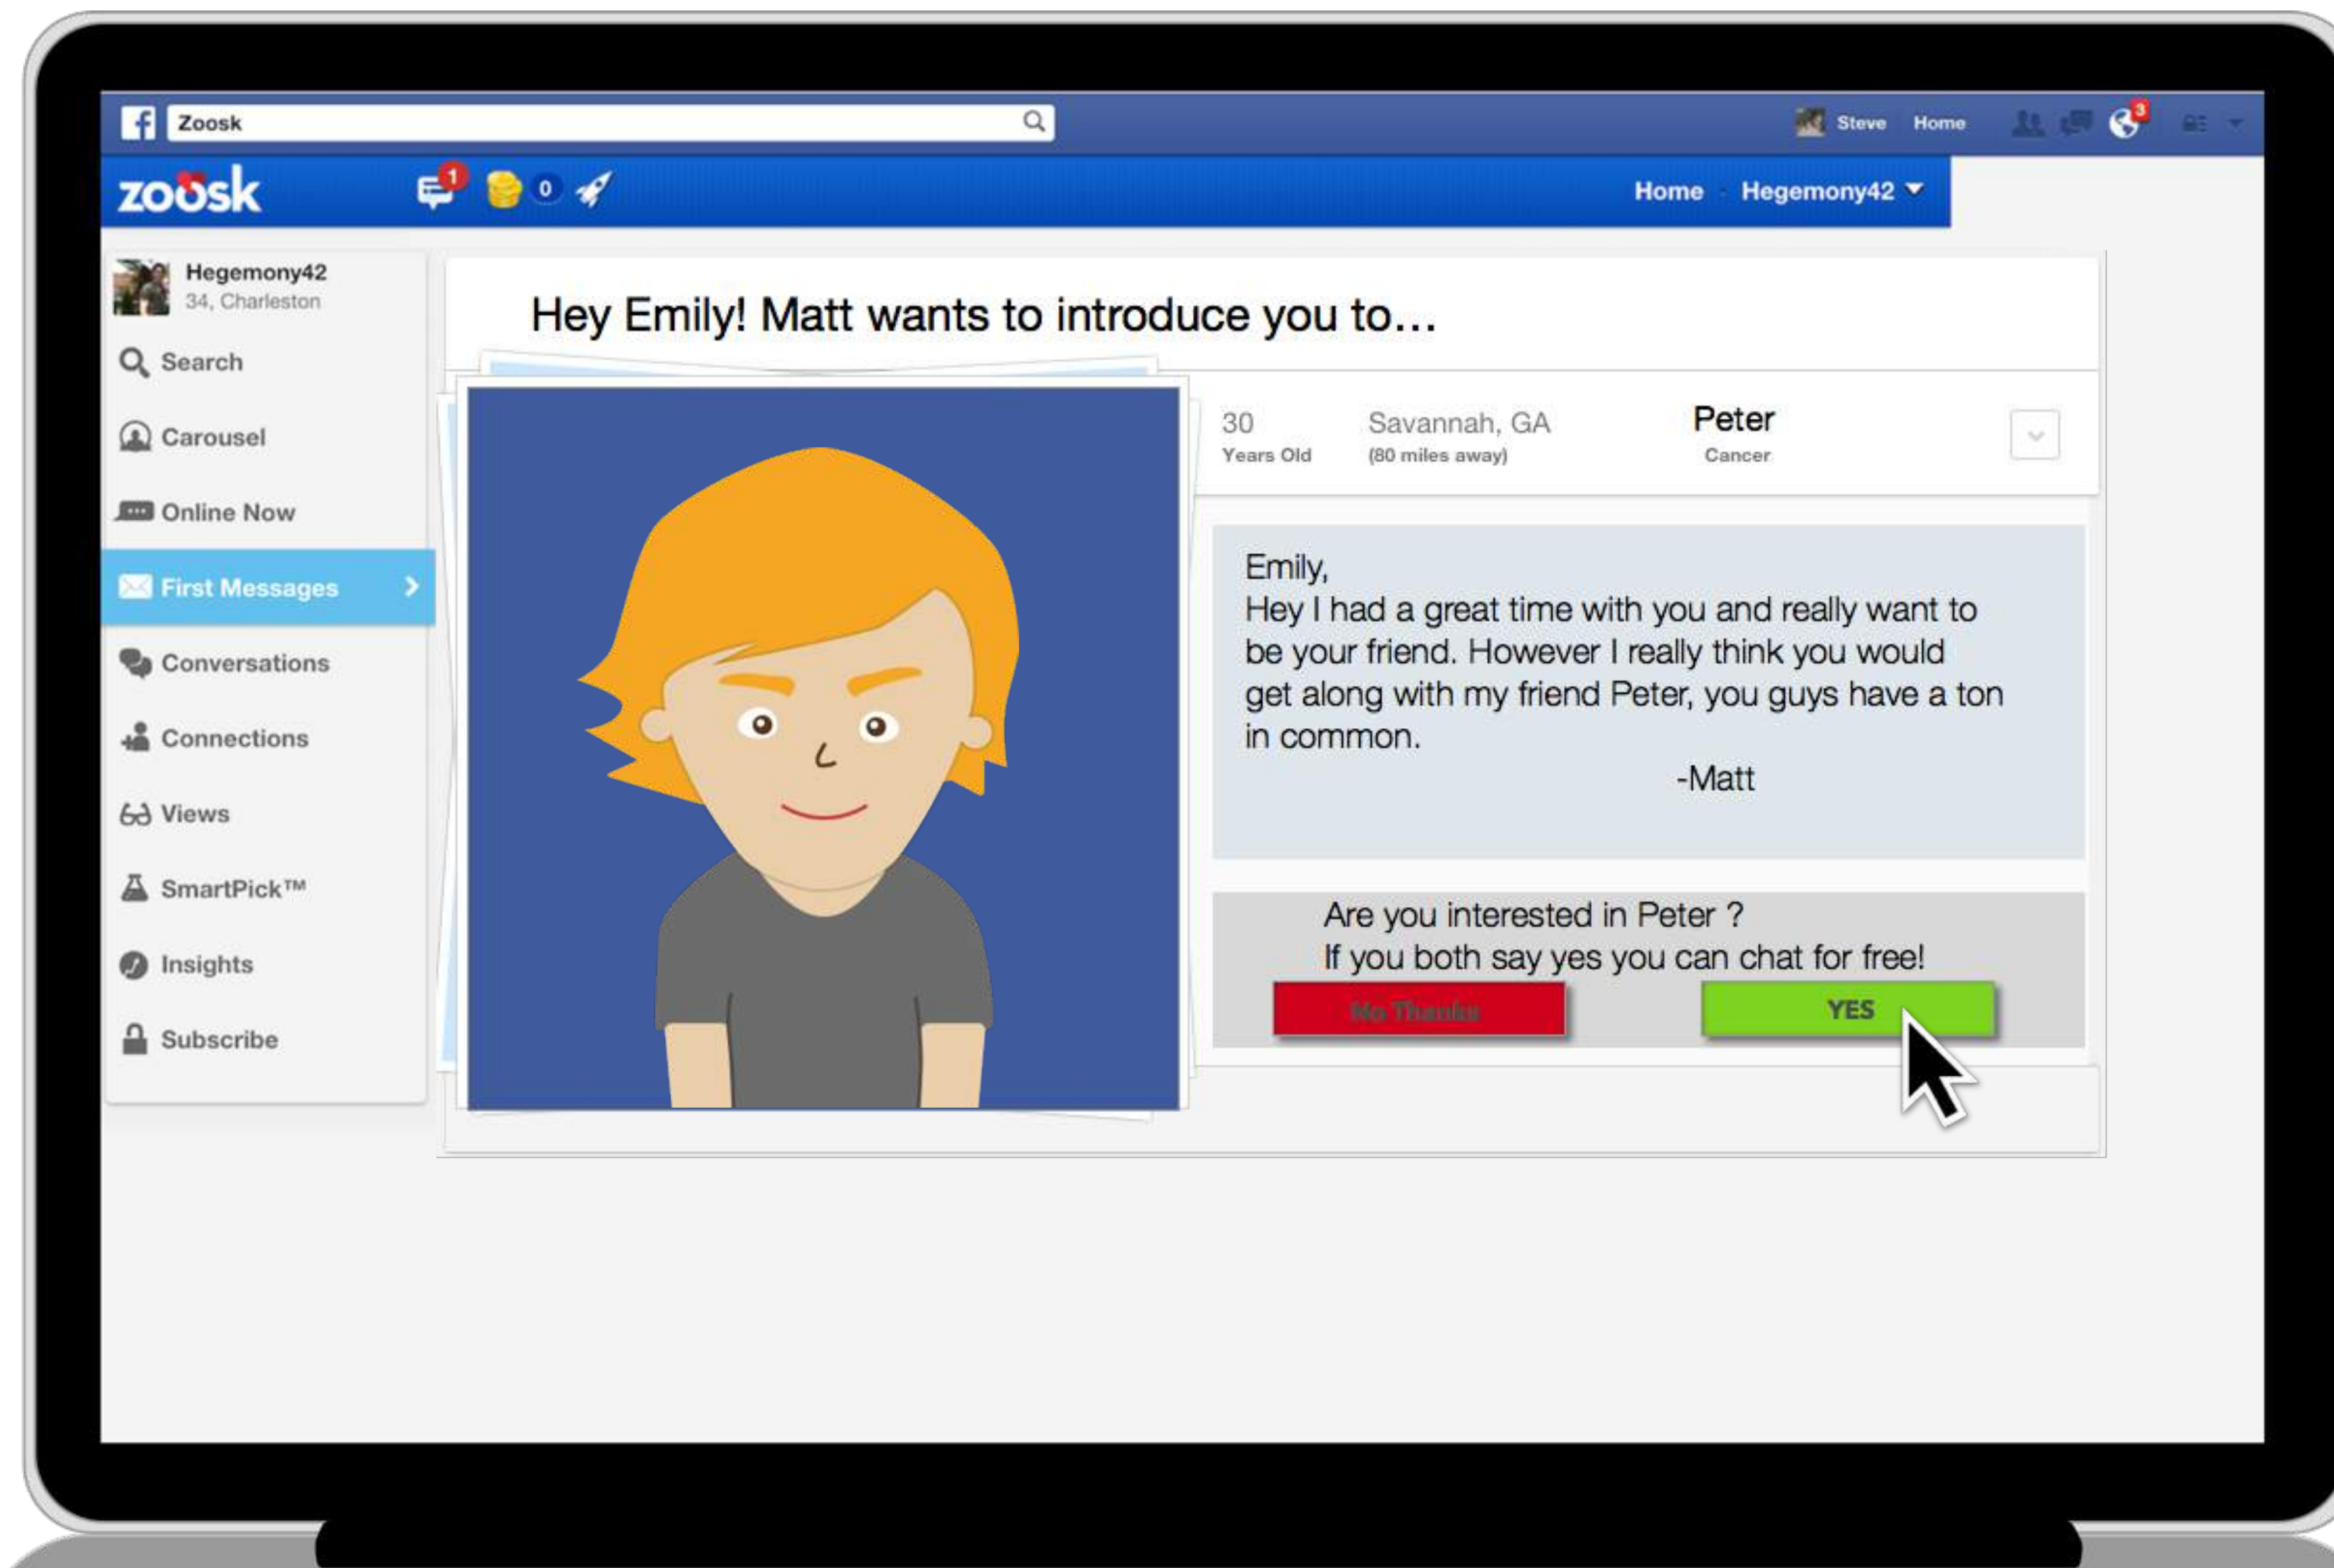 Zoosk
Steve Home
3
zoosk
1
0
Home Hegemony42
Hegemony42
34, Charleston
Search
Carousel
Online Now
First Messages
Conversations
Connections
Views
SmartPick™
Insights
Subscribe
Hey Emily! Matt wants to introduce you to...
30
Years Old
Savannah, GA
(80 miles away)
Peter
Cancer
Emily,
Hey I had a great time with you and really want to
be your friend. However I really think you would
get along with my friend Peter, you guys have a ton
in common.
-Matt
Are you interested in Peter ?
If you both say yes you can chat for free!
No Thanks
YES